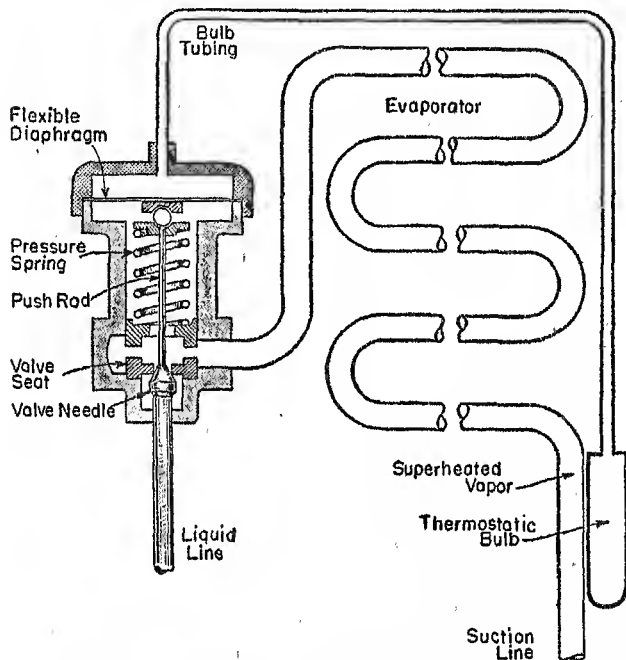 Bulb
Tubing
Evaporator
Flexible
Diaphragm
Pressure
Spring
Push Rod
Valve
Seat
Valve Needle
Liquid
Line
Superheated
Vapor
Thermostatic
Bulb
Suction
Line